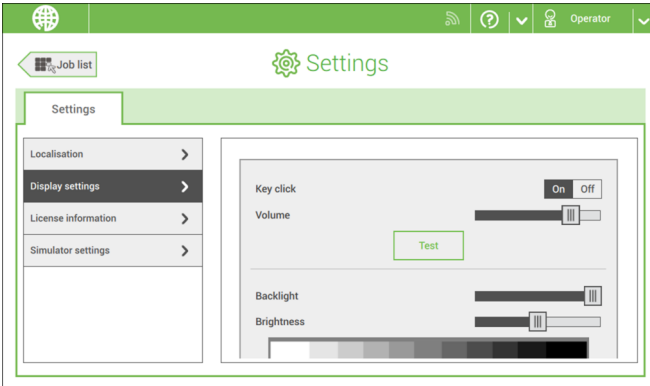 ? Operator
Job list
Settings
Settings
Localisation
Display settings
License information
Simulator settings
Key click On Off
Volume
Test
Backlight
Brightness